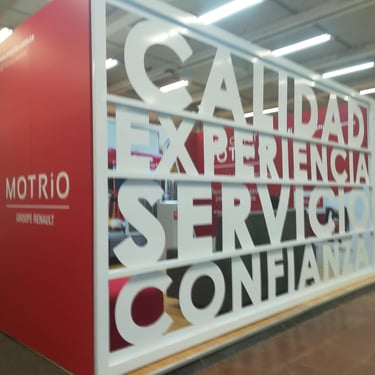 MOTRIO
GROUPE RENAULT
CALIDAD
EXPERIENCIA
SERVICIO
CONFIANZA